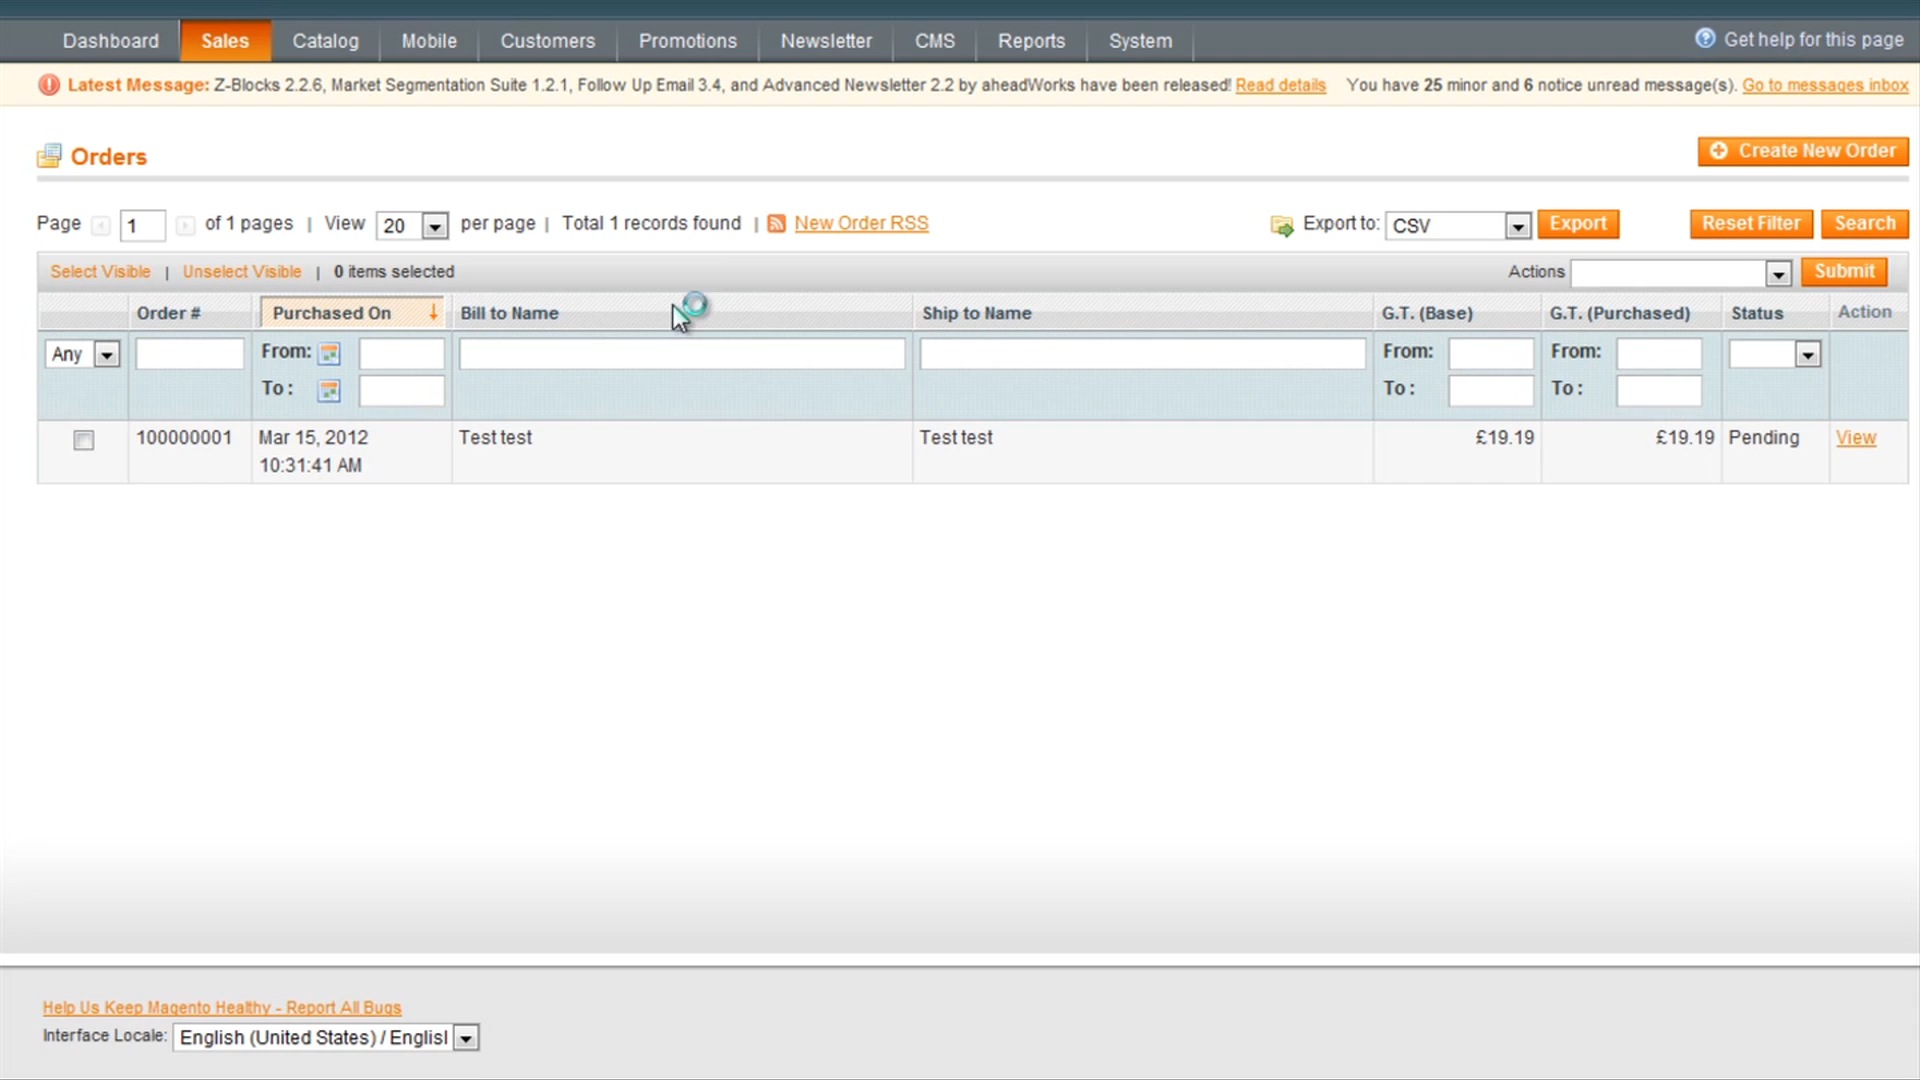 Dashboard Sales Catalog Mobile Customers Promotions Newsletter CMS Reports System Get help for this page
Latest Message: Z-Blocks 2.2.6, Market Segmentation Suite 1.2.1, Follow Up Email 3.4, and Advanced Newsletter 2.2 by aheadWorks have been released! Read details You have 25 minor and 6 notice unread message(s). Go to messages inbox
Orders Create New Order
Page 1 of 1 pages | View 20 per page | Total 1 records found | New Order RSS Export to: CSV Export Reset Filter Search
Select Visible | Unselect Visible | 0 items selected Actions Submit
Order # Purchased On Bill to Name Ship to Name G.T. (Base) G.T. (Purchased) Status Action
Any From: From: From:
To : To : To :
100000001 Mar 15, 2012 Test test Test test £19.19 £19.19 Pending View
10:31:41 AM
Help Us Keep Magento Healthy - Report All Bugs
Interface Locale: English (United States) / Englisl